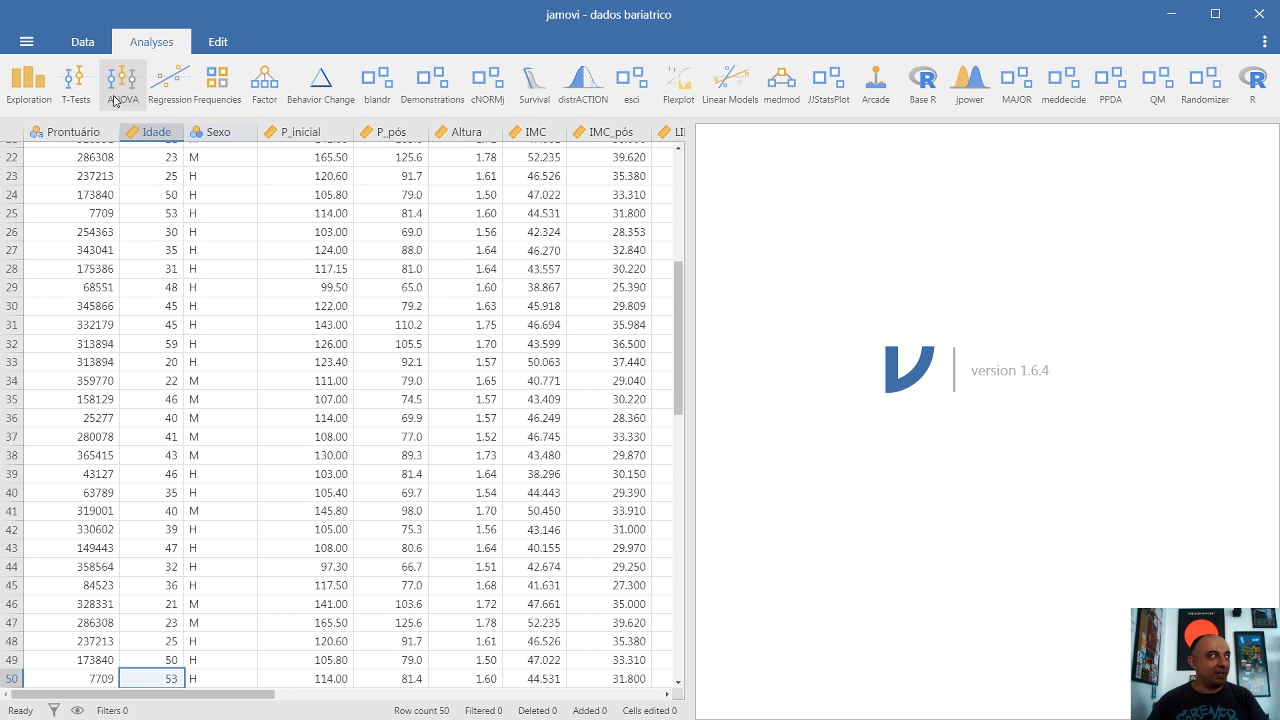 jamovi - dados bariatrico
Data Analyses Edit
Exploration T-Tests ANOVA Regression Frequencies Factor Behavior Change blandr Demonstrations cNORMj Survival distrACTION esci Flexplot Linear Models medmod JJStatsPlot Arcade Base R jpower MAJOR meddecide PPDA QM Randomizer R
Prontuário Idade Sexo P_inicial P_pós Altura IMC IMC_pós
22 286308 23 M 165.50 125.6 1.78 52.235 39.620
23 237213 25 H 120.60 91.7 1.61 46.526 35.380
24 173840 50 H 105.80 79.0 1.50 47.022 33.310
25 7709 53 H 114.00 81.4 1.60 44.531 31.800
26 254363 30 H 103.00 69.0 1.56 42.324 28.353
27 343041 35 H 124.00 88.0 1.64 46.270 32.840
28 175386 31 H 117.15 81.0 1.64 43.557 30.220
29 68551 48 H 99.50 65.0 1.60 38.867 25.390
30 345866 45 H 122.00 79.2 1.63 45.918 29.809
31 332179 45 H 143.00 110.2 1.75 46.694 35.984
32 313894 59 H 126.00 105.5 1.70 43.599 36.500
33 313894 20 H 123.40 92.1 1.57 50.063 37.440
34 359770 22 M 111.00 79.0 1.65 40.771 29.040
35 158129 46 M 107.00 74.5 1.57 43.409 30.220
36 25277 40 M 114.00 69.9 1.57 46.249 28.360
37 280078 41 M 108.00 77.0 1.52 46.745 33.330
38 365415 43 M 130.00 89.3 1.73 43.480 29.870
39 43127 46 H 103.00 81.4 1.64 38.296 30.150
40 63789 35 H 105.40 69.7 1.54 44.443 29.390
41 319001 40 H 145.80 98.0 1.70 50.450 33.910
42 330602 39 H 105.00 75.3 1.56 43.146 31.000
43 149443 47 H 108.00 80.6 1.64 40.155 29.970
44 358564 32 H 97.30 66.7 1.51 42.674 29.250
45 84523 36 H 117.50 77.0 1.68 41.631 27.300
46 328331 21 M 141.00 103.6 1.72 47.661 35.000
47 286308 23 M 165.50 125.6 1.78 52.235 39.620
48 237213 25 H 120.60 91.7 1.61 46.526 35.380
49 173840 50 H 105.80 79.0 1.50 47.022 33.310
50 7709 53 H 114.00 81.4 1.60 44.531 31.800
version 1.6.4
Ready Filters 0 Row count 50 Filtered 0 Deleted 0 Added 0 Cells edited 0